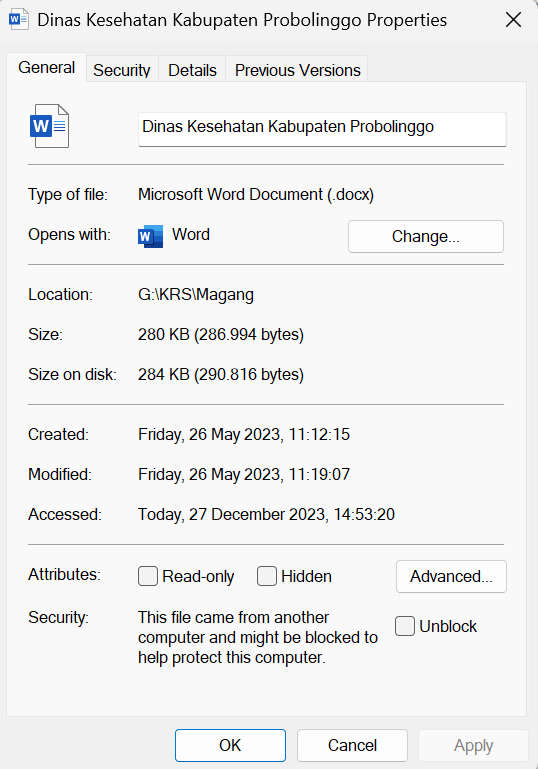 Dinas Kesehatan Kabupaten Probolinggo Properties
General Security Details Previous Versions
Dinas Kesehatan Kabupaten Probolinggo
Type of file: Microsoft Word Document (.docx)
Opens with: Word Change...
Location: G:\KRS\Magang
Size: 280 KB (286.994 bytes)
Size on disk: 284 KB (290.816 bytes)
Created: Friday, 26 May 2023, 11:12:15
Modified: Friday, 26 May 2023, 11:19:07
Accessed: Today, 27 December 2023, 14:53:20
Attributes: Read-only Hidden Advanced...
Security: This file came from another
computer and might be blocked to
help protect this computer.
Unblock
OK Cancel Apply